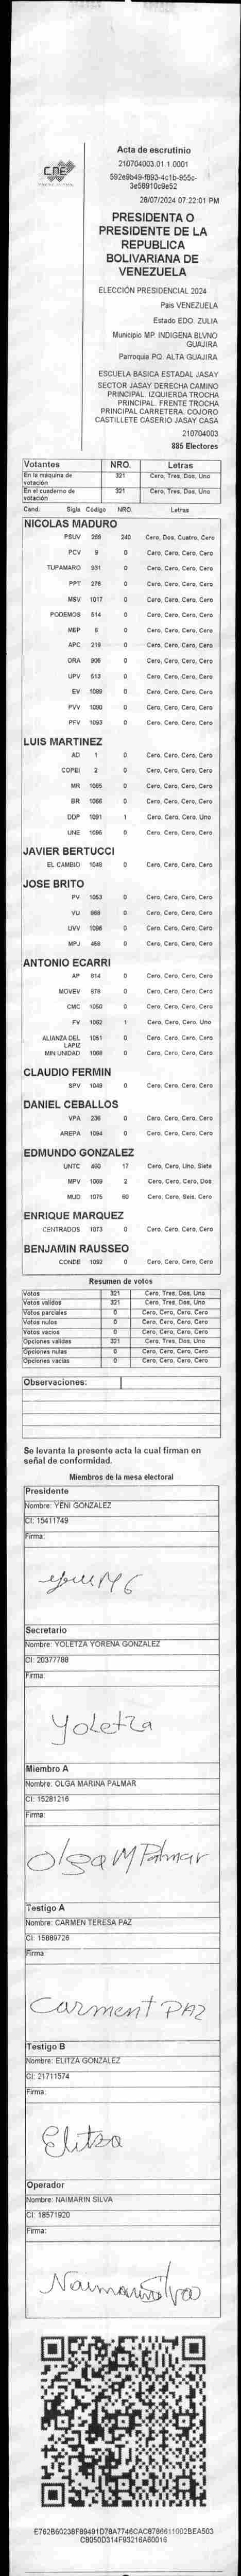 CNE
Acta de escrutinio
210704003.01.1.0001
592e9b49-f893-4c1b-955c-
3e58910c9e52
28/07/2024 07:22:01 PM
PRESIDENTA O
PRESIDENTE DE LA
REPUBLICA
BOLIVARIANA DE
VENEZUELA
ELECCIÓN PRESIDENCIAL 2024
Pais VENEZUELA
Estado EDO. ZULIA
Municipio MP. INDIGENA BLVNO
GUAJIRA
Parroquia PQ. ALTA GUAJIRA
ESCUELA BASICA ESTADAL JASAY
SECTOR JASAY DERECHA CAMINO
PRINCIPAL. IZQUIERDA TROCHA
PRINCIPAL. FRENTE TROCHA
PRINCIPAL CARRETERA. COJORO
CASTILLETE CASERIO JASAY CASA
210704003
885 Electores
Votantes NRO. Letras
En la máquina de votación 321 Cero, Tres, Dos, Uno
En el cuaderno de votación 321 Cero, Tres, Dos, Uno
Cand. Sigla Código NRO. Letras
NICOLAS MADURO
PSUV 268 240 Cero, Dos, Cuatro, Cero
PCV 9 0 Cero, Cero, Cero, Cero
TUPAMARO 931 0 Cero, Cero, Cero, Cero
PPT 278 0 Cero, Cero, Cero, Cero
MSV 1017 0 Cero, Cero, Cero, Cero
PODEMOS 514 0 Cero, Cero, Cero, Cero
MEP 6 0 Cero, Cero, Cero, Cero
APC 219 0 Cero, Cero, Cero, Cero
ORA 906 0 Cero, Cero, Cero, Cero
UPV 613 0 Cero, Cero, Cero, Cero
EV 1089 0 Cero, Cero, Cero, Cero
PVV 1090 0 Cero, Cero, Cero, Cero
PFV 1093 0 Cero, Cero, Cero, Cero
LUIS MARTINEZ
AD 1 0 Cero, Cero, Cero, Cero
COPEI 2 0 Cero, Cero, Cero, Cero
MR 1065 0 Cero, Cero, Cero, Cero
BR 1066 0 Cero, Cero, Cero, Cero
DDP 1091 1 Cero, Cero, Cero, Uno
UNE 1095 0 Cero, Cero, Cero, Cero
JAVIER BERTUCCI
EL CAMBIO 1048 0 Cero, Cero, Cero, Cero
JOSE BRITO
PV 1053 0 Cero, Cero, Cero, Cero
VU 868 0 Cero, Cero, Cero, Cero
UVV 1096 0 Cero, Cero, Cero, Cero
MPJ 458 0 Cero, Cero, Cero, Cero
ANTONIO ECARRI
AP 814 0 Cero, Cero, Cero, Cero
MOVEV 678 0 Cero, Cero, Cero, Cero
CMC 1050 0 Cero, Cero, Cero, Cero
FV 1062 1 Cero, Cero, Cero, Uno
ALIANZA DEL LAPIZ 1051 0 Cero, Cero, Cero, Cero
MIN UNIDAD 1068 0 Cero, Cero, Cero, Cero
CLAUDIO FERMIN
SPV 1049 0 Cero, Cero, Cero, Cero
DANIEL CEBALLOS
VPA 236 0 Cero, Cero, Cero, Cero
AREPA 1094 0 Cero, Cero, Cero, Cero
EDMUNDO GONZALEZ
UNTC 460 17 Cero, Cero, Uno, Siete
MPV 1069 2 Cero, Cero, Cero, Dos
MUD 1075 60 Cero, Cero, Seis, Cero
ENRIQUE MARQUEZ
CENTRADOS 1073 0 Cero, Cero, Cero, Cero
BENJAMIN RAUSSEO
CONDE 1092 0 Cero, Cero, Cero, Cero
Resumen de votos
Votos 321 Cero, Tres, Dos, Uno
Votos validos 321 Cero, Tres, Dos, Uno
Votos parciales 0 Cero, Cero, Cero, Cero
Votos nulos 0 Cero, Cero, Cero, Cero
Votos vacios 0 Cero, Cero, Cero, Cero
Opciones validas 321 Cero, Tres, Dos, Uno
Opciones nulas 0 Cero, Cero, Cero, Cero
Opciones vacias 0 Cero, Cero, Cero, Cero
Observaciones:
Se levanta la presente acta la cual firman en
señal de conformidad.
Miembros de la mesa electoral
Presidente
Nombre: YENI GONZALEZ
CI: 15411749
Firma:
Secretario
Nombre: YOLETZA YORENA GONZALEZ
CI: 20377788
Firma:
Yoletza
Miembro A
Nombre: OLGA MARINA PALMAR
CI: 15281216
Firma:
Olga M Palmar
Testigo A
Nombre: CARMEN TERESA PAZ
CI: 15889726
Firma:
Carmen T PAZ
Testigo B
Nombre: ELITZA GONZALEZ
CI: 21711574
Firma:
Elitza
Operador
Nombre: NAIMARIN SILVA
CI: 18571920
Firma:
Naimarin Silva
E762B60238F89491D78A7746CAC8786611002BEA503
CB050D314F93216A60016